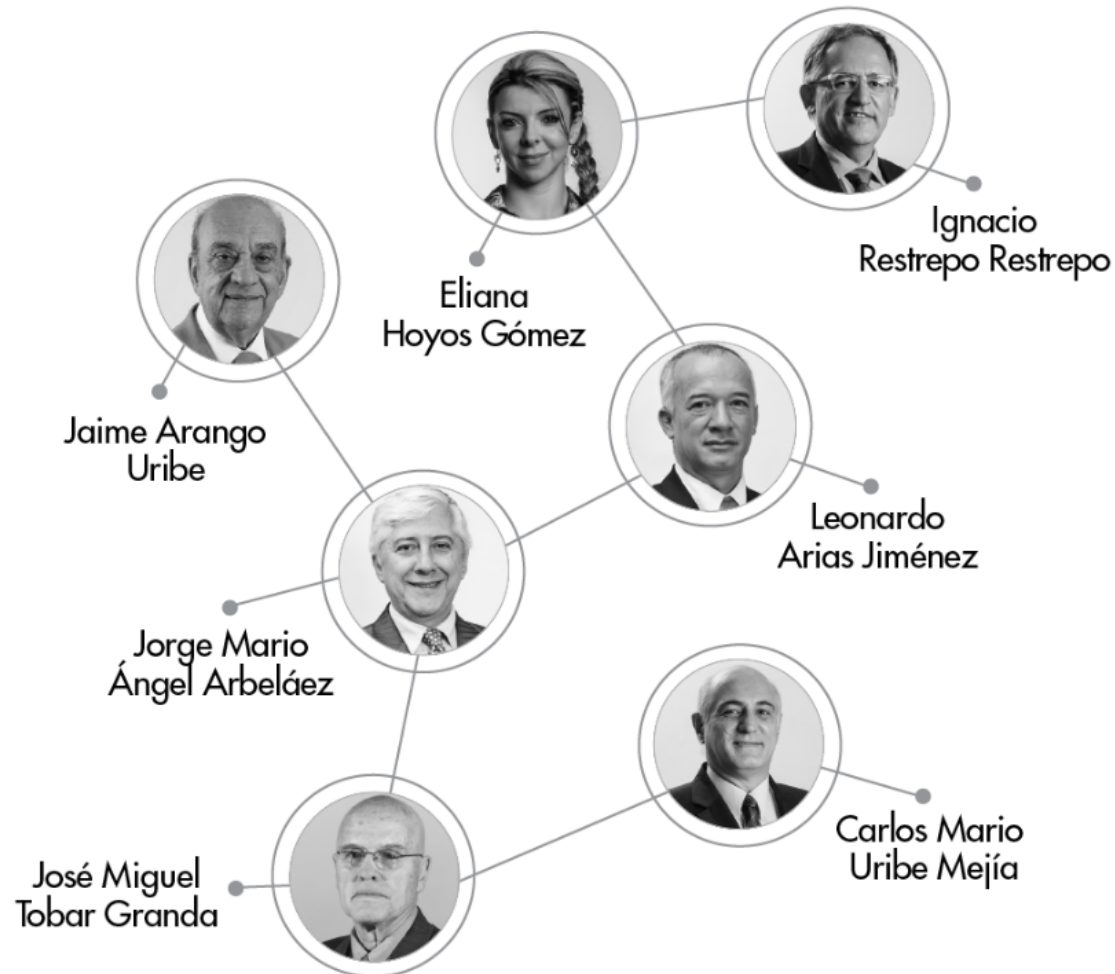 Ignacio
Restrepo Restrepo
Eliana
Hoyos Gómez
Jaime Arango
Uribe
Leonardo
Arias Jiménez
Jorge Mario
Ángel Arbeláez
Carlos Mario
Uribe Mejía
José Miguel
Tobar Granda